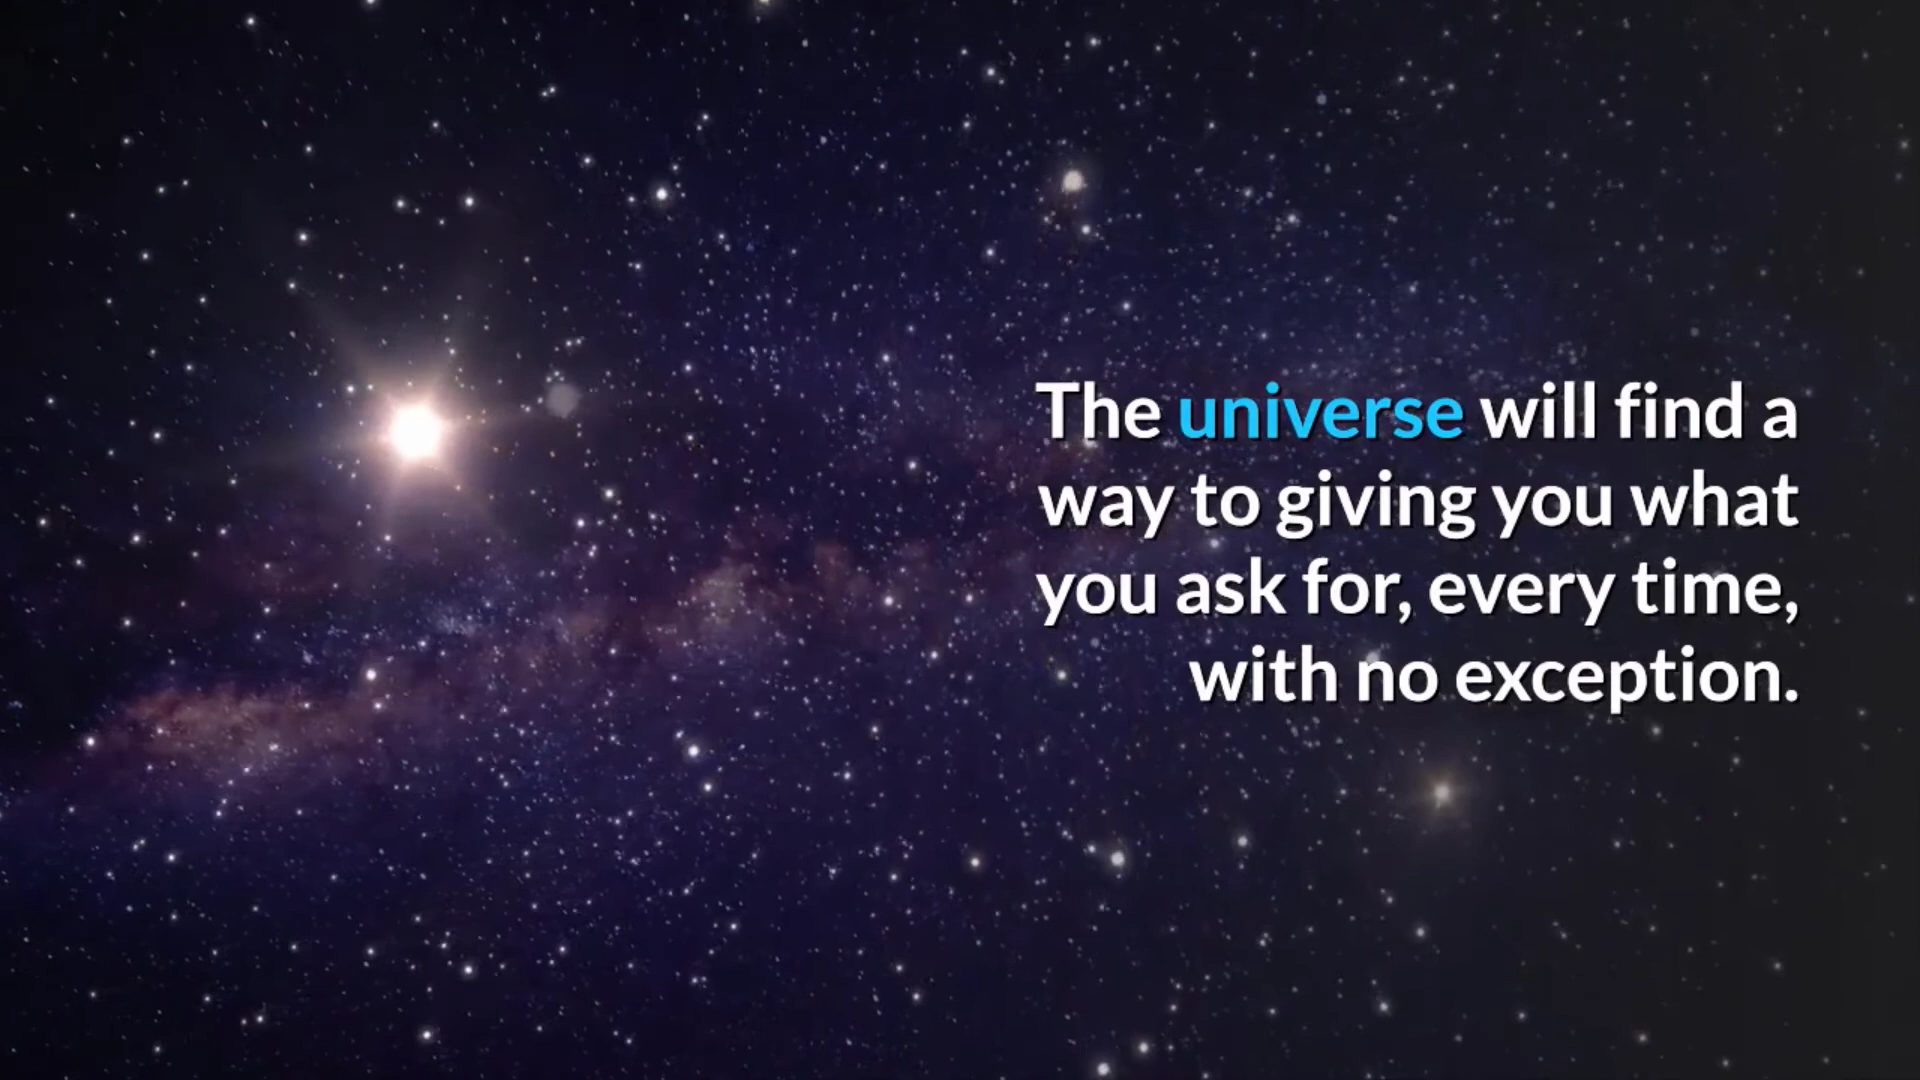 The universe will find a
way to giving you what
you ask for, every time,
with no exception.